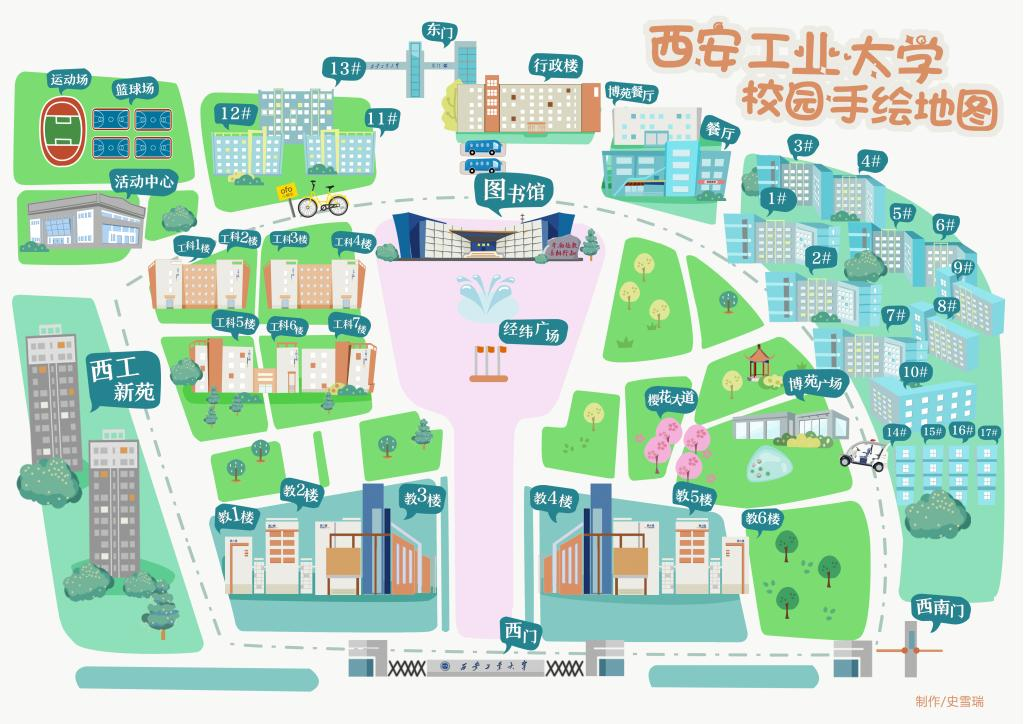 西安工业大学
校园手绘地图
东门
西安工业大学
13#
行政楼
运动场
篮球场
12#
11#
博苑餐厅
餐厅
3#
4#
ofo
图书馆
活动中心
1#
5#
6#
工科1楼
工科2楼
工科3楼
工科4楼
2#
9#
8#
7#
工科5楼
工科6楼
工科7楼
经纬广场
西工
新苑
博苑广场
10#
樱花大道
14#
15#
16#
17#
教1楼
教2楼
教3楼
教4楼
教5楼
教6楼
西门
西安工业大学
西南门
制作/史雪瑞